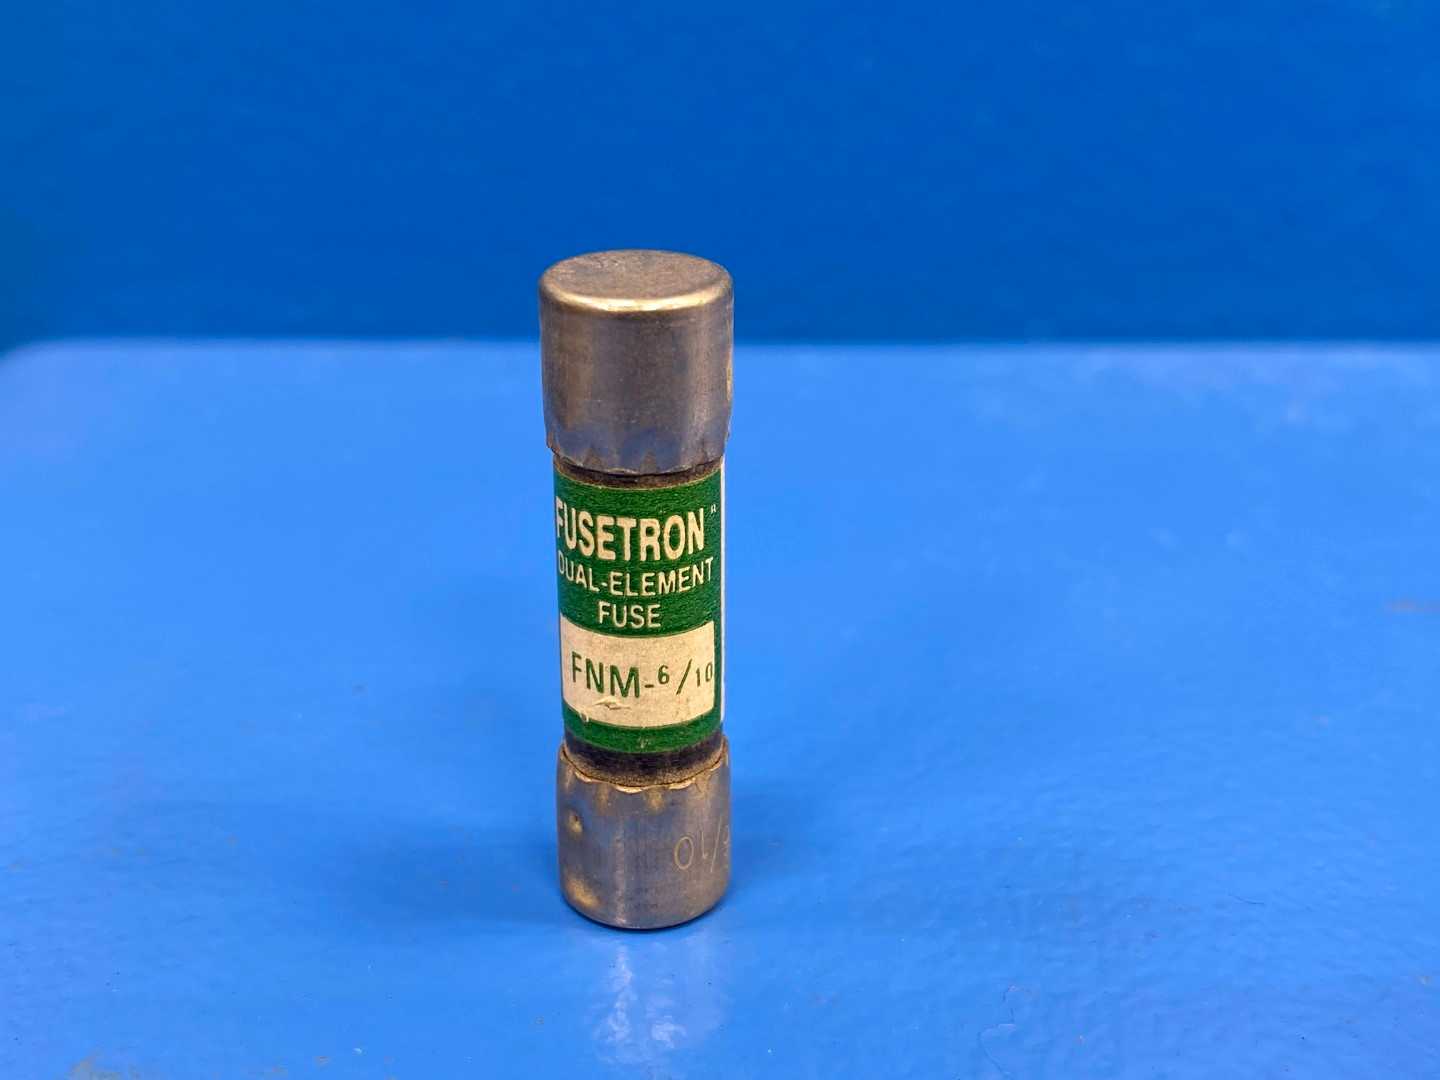 FUSETRON
DUAL-ELEMENT
FUSE
FNM-6/10